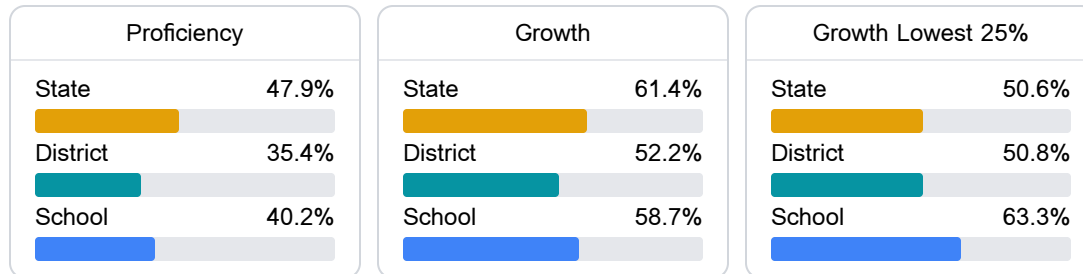 Proficiency
State 47.9%
District 35.4%
School 40.2%
Growth
State 61.4%
District 52.2%
School 58.7%
Growth Lowest 25%
State 50.6%
District 50.8%
School 63.3%